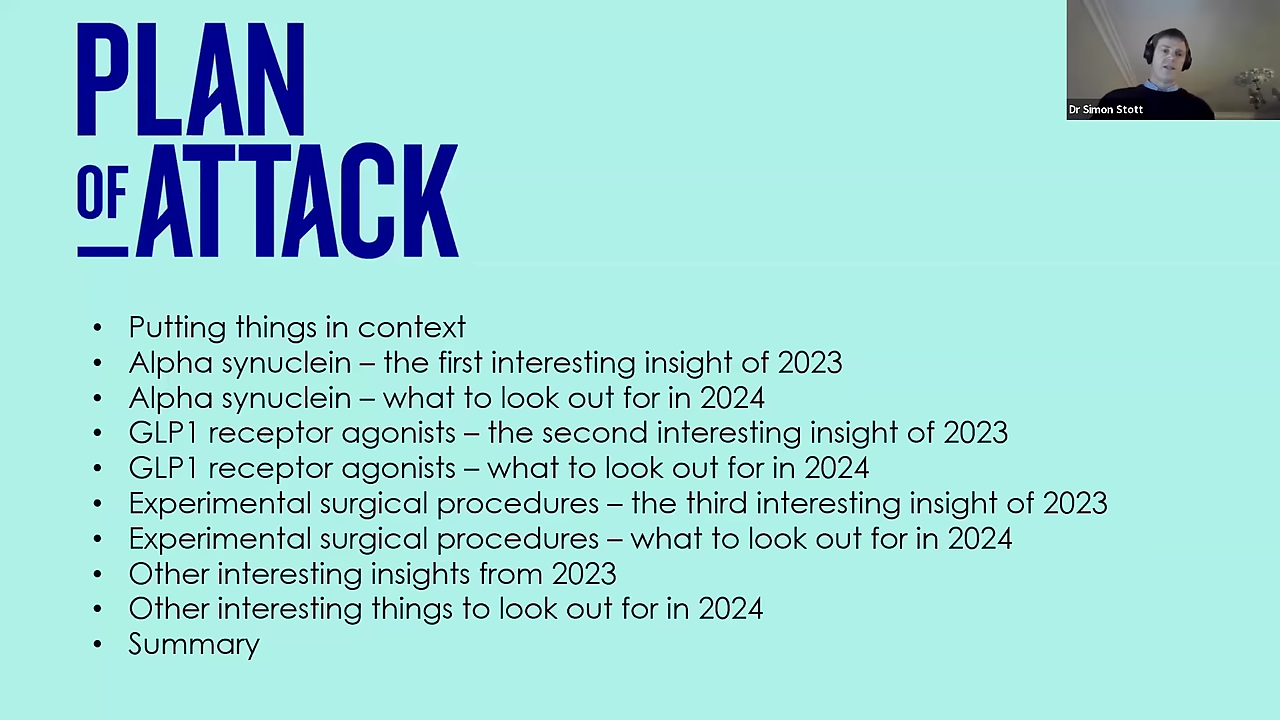 PLAN
OF ATTACK
Dr Simon Stott
• Putting things in context
• Alpha synuclein – the first interesting insight of 2023
• Alpha synuclein – what to look out for in 2024
• GLP1 receptor agonists – the second interesting insight of 2023
• GLP1 receptor agonists – what to look out for in 2024
• Experimental surgical procedures – the third interesting insight of 2023
• Experimental surgical procedures – what to look out for in 2024
• Other interesting insights from 2023
• Other interesting things to look out for in 2024
• Summary